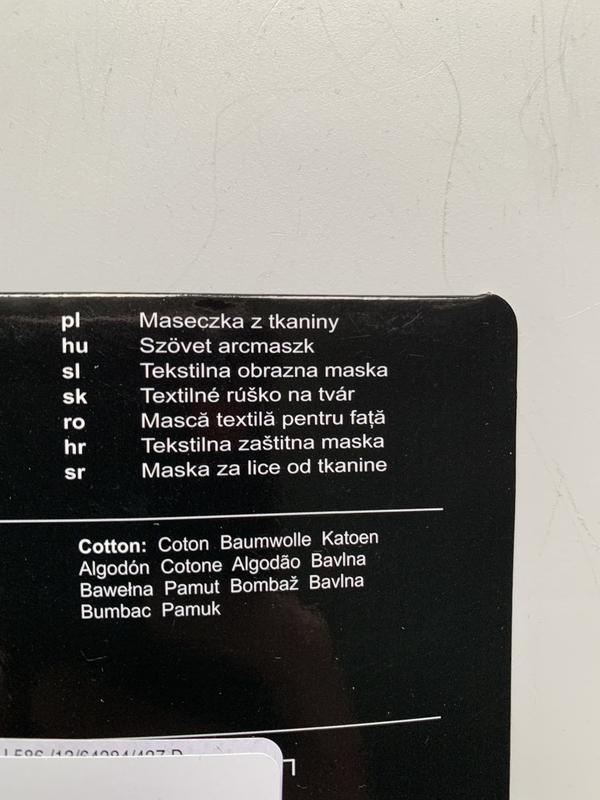 pl Maseczka z tkaniny
hu Szövet arcmaszk
sl Tekstilna obrazna maska
sk Textilné rúško na tvár
ro Mască textilă pentru față
hr Tekstilna zaštitna maska
sr Maska za lice od tkanine
Cotton: Coton Baumwolle Katoen
Algodón Cotone Algodão Bavlna
Bawełna Pamut Bombaž Bavlna
Bumbac Pamuk